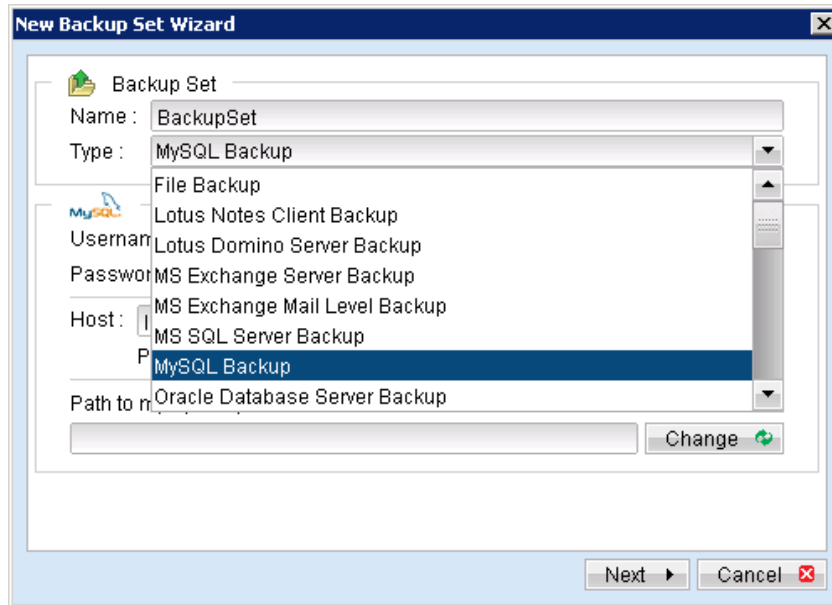 New Backup Set Wizard
Backup Set
Name : BackupSet
Type : MySQL Backup
File Backup
MySQL
Lotus Notes Client Backup
Lotus Domino Server Backup
MS Exchange Server Backup
MS Exchange Mail Level Backup
Host :
MS SQL Server Backup
MySQL Backup
Oracle Database Server Backup
Path to
Change
Next Cancel